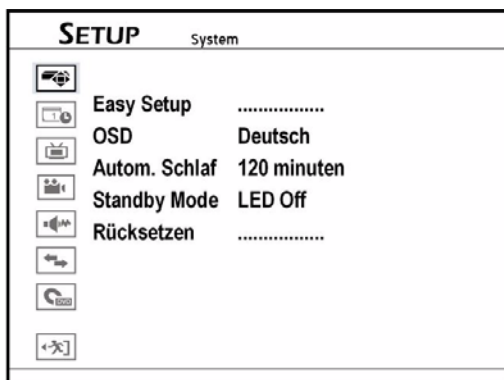 SETUP System
Easy Setup .................
OSD Deutsch
Autom. Schlaf 120 minuten
Standby Mode LED Off
Rücksetzen .................